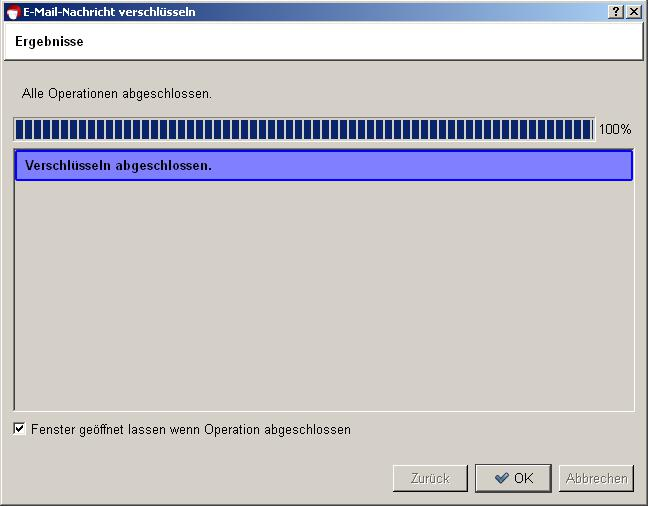 E-Mail-Nachricht verschlüsseln
Ergebnisse
Alle Operationen abgeschlossen.
100%
Verschlüsseln abgeschlossen.
Fenster geöffnet lassen wenn Operation abgeschlossen
Zurück OK Abbrechen